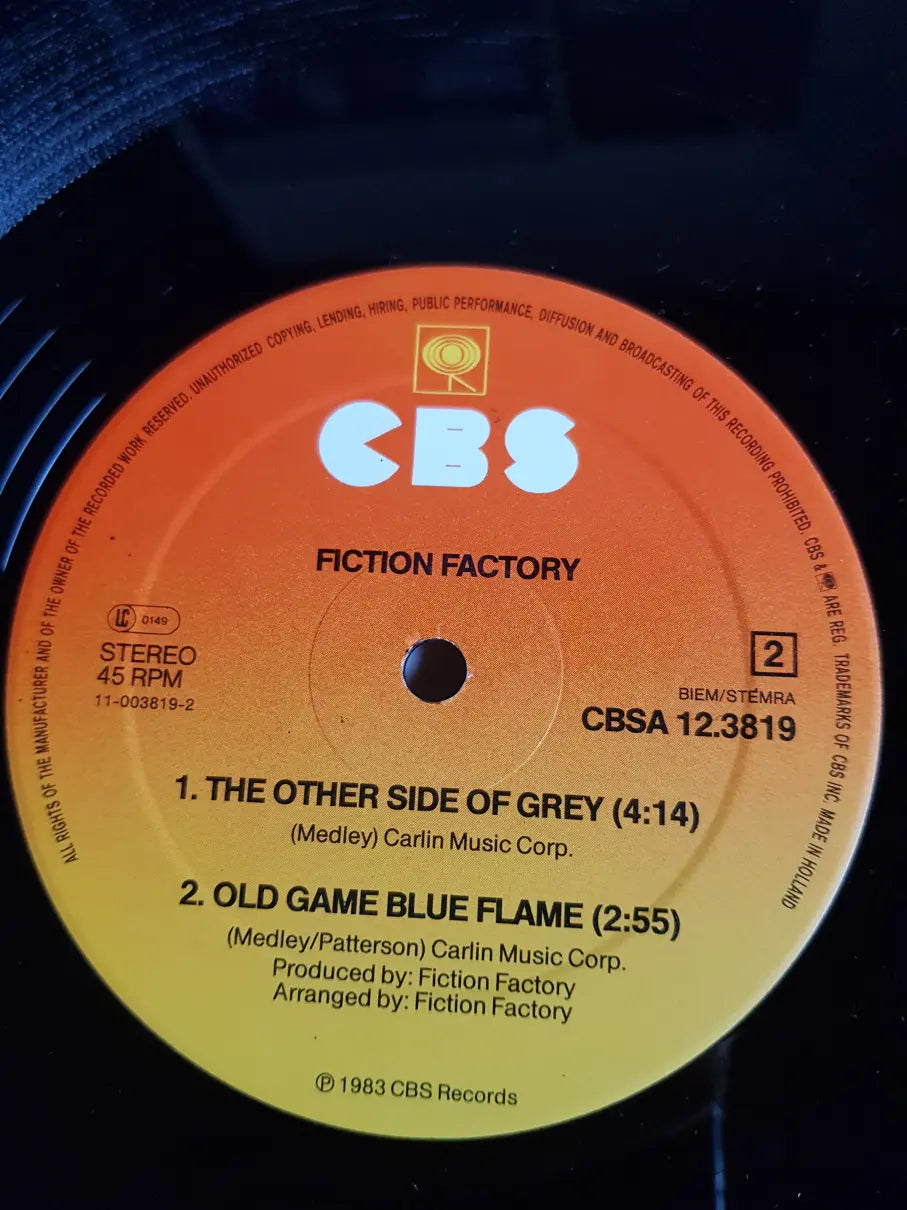 ALL RIGHTS OF THE MANUFACTURER AND OF THE OWNER OF THE RECORDED WORK RESERVED. UNAUTHORIZED COPYING, LENDING, HIRING, PUBLIC PERFORMANCE, DIFFUSION AND BROADCASTING OF THIS RECORDING PROHIBITED. CBS & ARE REG. TRADEMARKS OF CBS INC. MADE IN HOLLAND
CBS
FICTION FACTORY
LC 0149
STEREO
45 RPM
11-003819-2
2
BIEM/STEMRA
CBSA 12.3819
1. THE OTHER SIDE OF GREY (4:14)
(Medley) Carlin Music Corp.
2. OLD GAME BLUE FLAME (2:55)
(Medley/Patterson) Carlin Music Corp.
Produced by: Fiction Factory
Arranged by: Fiction Factory
℗ 1983 CBS Records